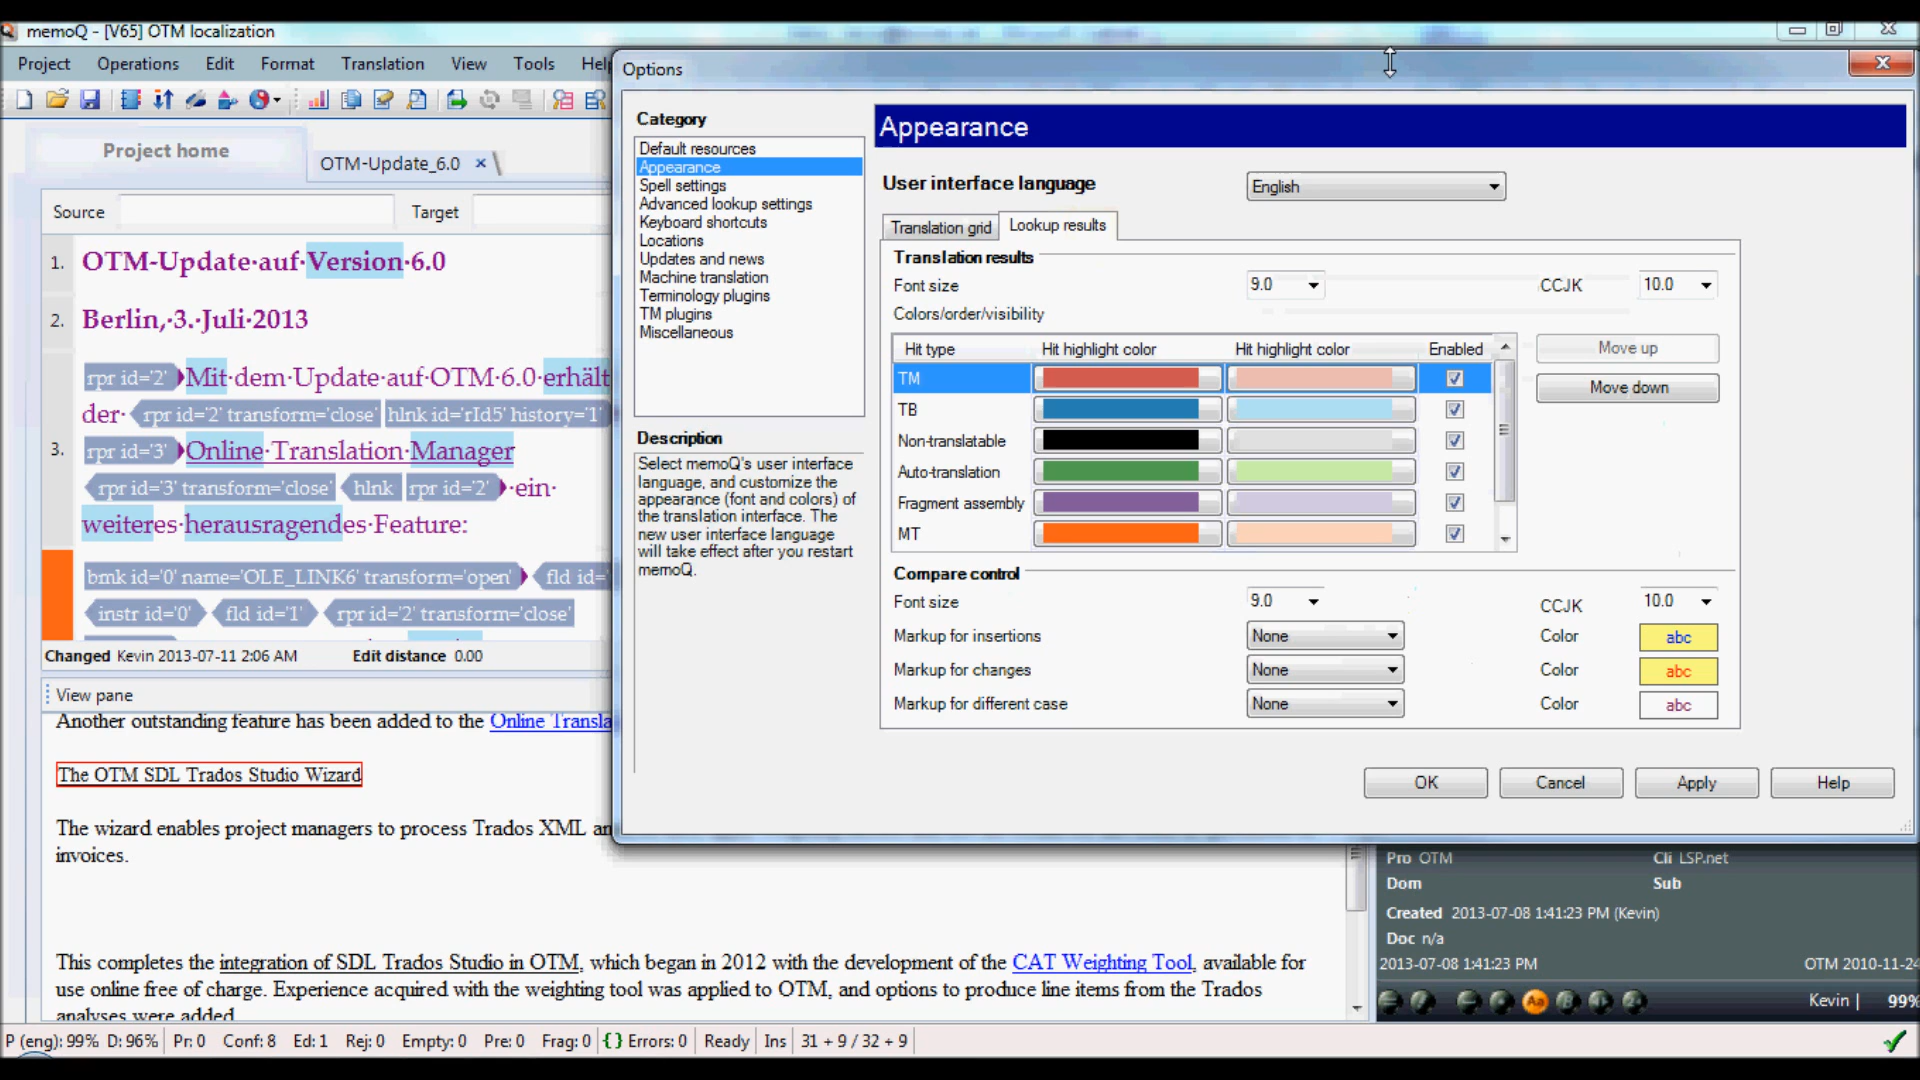 memoQ - [V65] OTM localization
Project Operations Edit Format Translation View Tools Help
Project home
OTM-Update_6.0
Source Target
1. OTM-Update·auf·Version·6.0
2. Berlin,·3.·Juli·2013
rpr id='2' Mit·dem·Update·auf·OTM·6.0·erhält
der· rpr id='2' transform='close' hlnk id='rId5' history='1'
3. rpr id='3' Online·Translation·Manager
rpr id='3' transform='close' hlnk rpr id='2' ·ein·
weiteres·herausragendes·Feature:
bmk id='0' name='OLE_LINK6' transform='open' fld id=
instr id='0' fld id='1' rpr id='2' transform='close'
Changed Kevin 2013-07-11 2:06 AM Edit distance 0.00
View pane
Another outstanding feature has been added to the Online Transla
The OTM SDL Trados Studio Wizard
The wizard enables project managers to process Trados XML an
invoices.
This completes the integration of SDL Trados Studio in OTM, which began in 2012 with the development of the CAT Weighting Tool, available for
use online free of charge. Experience acquired with the weighting tool was applied to OTM, and options to produce line items from the Trados
analyses were added
Options
Category
Default resources
Appearance
Spell settings
Advanced lookup settings
Keyboard shortcuts
Locations
Updates and news
Machine translation
Terminology plugins
TM plugins
Miscellaneous
Description
Select memoQ's user interface
language, and customize the
appearance (font and colors) of
the translation interface. The
new user interface language
will take effect after you restart
memoQ.
Appearance
User interface language English
Translation grid Lookup results
Translation results
Font size 9.0 CCJK 10.0
Colors/order/visibility
Hit type Hit highlight color Hit highlight color Enabled
TM
TB
Non-translatable
Auto-translation
Fragment assembly
MT
Move up
Move down
Compare control
Font size 9.0 CCJK 10.0
Markup for insertions None Color abc
Markup for changes None Color abc
Markup for different case None Color abc
OK Cancel Apply Help
Pro OTM Cli LSP.net
Dom Sub
Created 2013-07-08 1:41:23 PM (Kevin)
Doc n/a
2013-07-08 1:41:23 PM OTM 2010-11-24
Aa Kevin | 99%
P (eng): 99% D: 96% Pr: 0 Conf: 8 Ed: 1 Rej: 0 Empty: 0 Pre: 0 Frag: 0 {} Errors: 0 Ready Ins 31 + 9 / 32 + 9